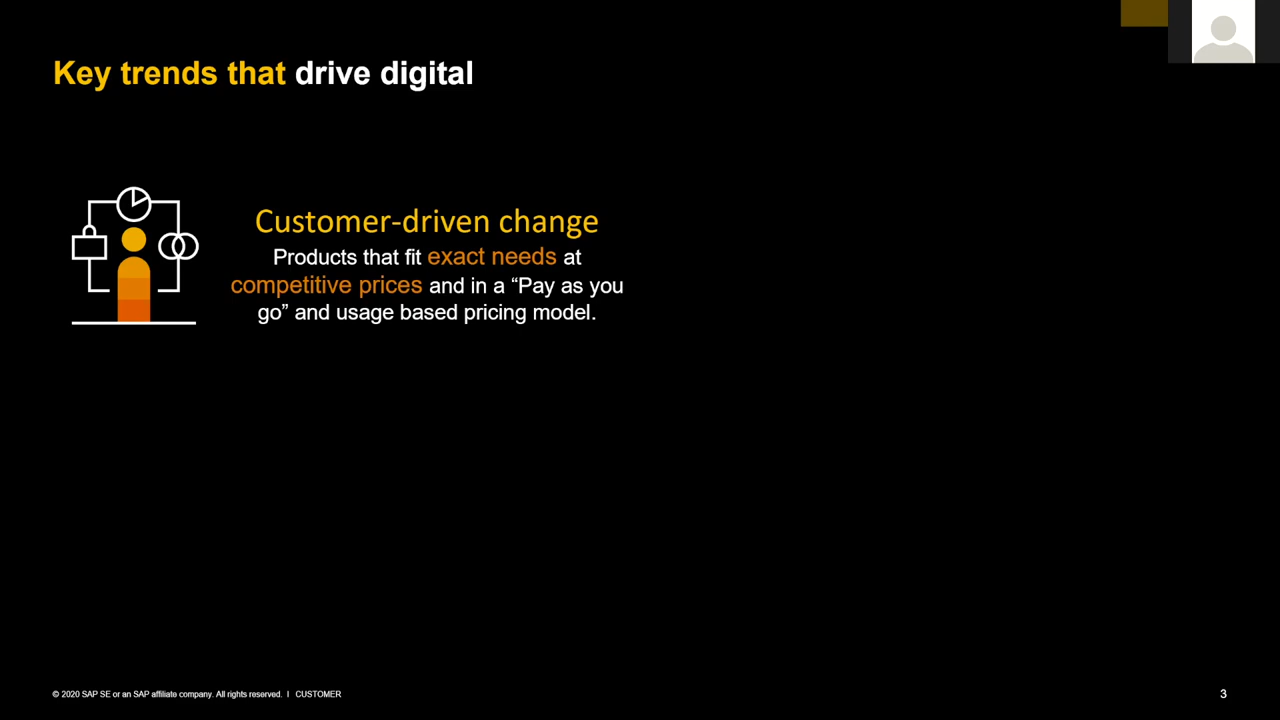 Key trends that drive digital
Customer-driven change
Products that fit exact needs at
competitive prices and in a “Pay as you
go” and usage based pricing model.
© 2020 SAP SE or an SAP affiliate company. All rights reserved. I CUSTOMER
3